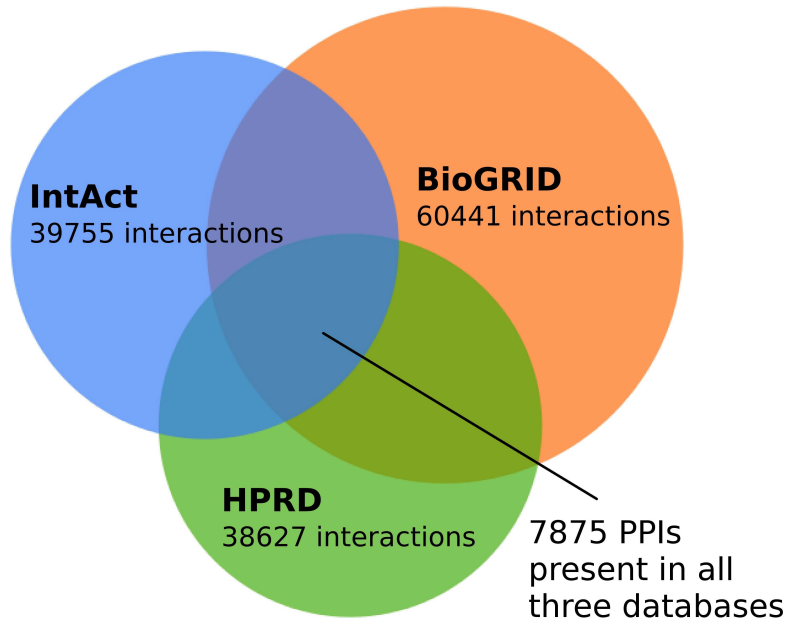 IntAct
39755 interactions
BioGRID
60441 interactions
HPRD
38627 interactions
7875 PPIs
present in all
three databases